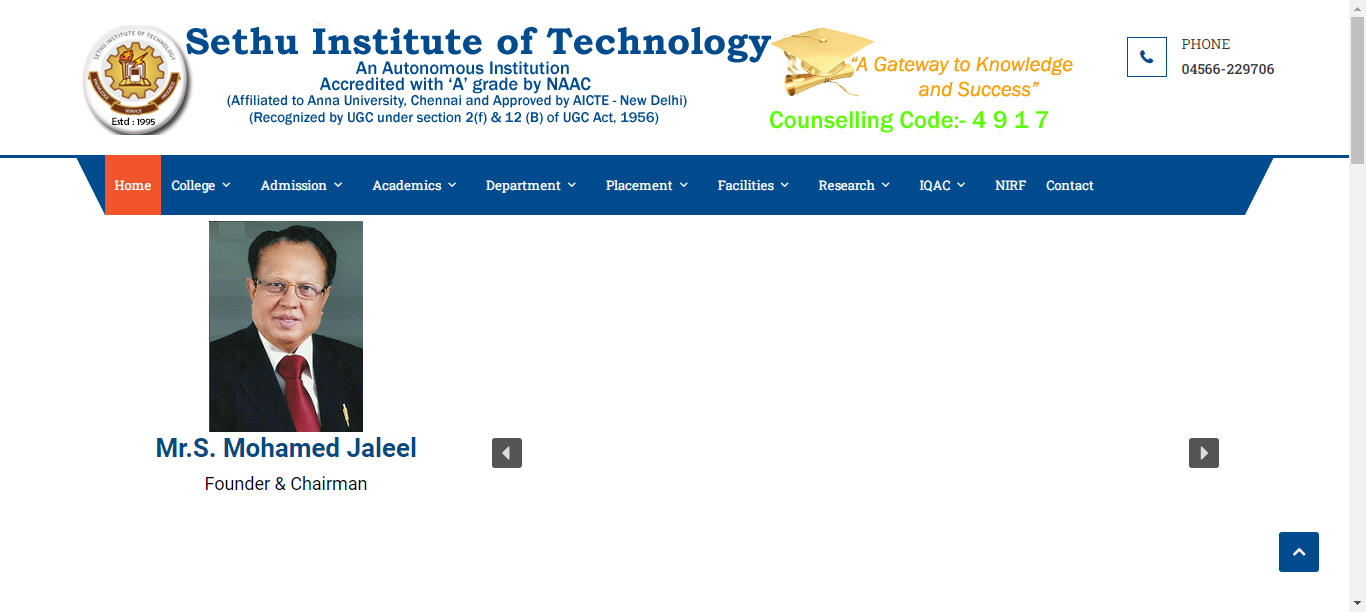 SETHU INSTITUTE OF TECHNOLOGY
SERVICE
Estd : 1995
Sethu Institute of Technology
An Autonomous Institution
Accredited with ‘A’ grade by NAAC
(Affiliated to Anna University, Chennai and Approved by AICTE - New Delhi)
(Recognized by UGC under section 2(f) & 12 (B) of UGC Act, 1956)
“A Gateway to Knowledge
and Success”
Counselling Code:- 4 9 1 7
PHONE
04566-229706
Home College Admission Academics Department Placement Facilities Research IQAC NIRF Contact
Mr.S. Mohamed Jaleel
Founder & Chairman